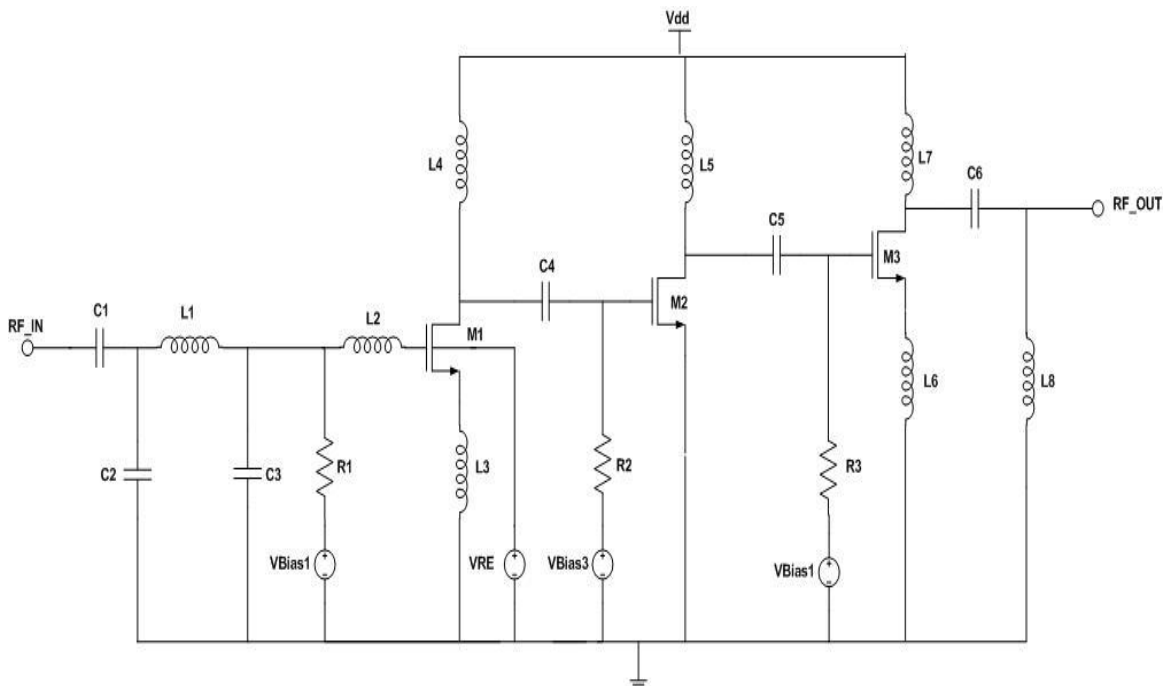 Vdd
L4
L5
L7
C6
RF_OUT
C5
M3
C4
M2
C1
L1
L2
RF_IN
M1
L6
L8
C2
C3
R1
L3
R2
R3
VBias1
VRE
VBias3
VBias1